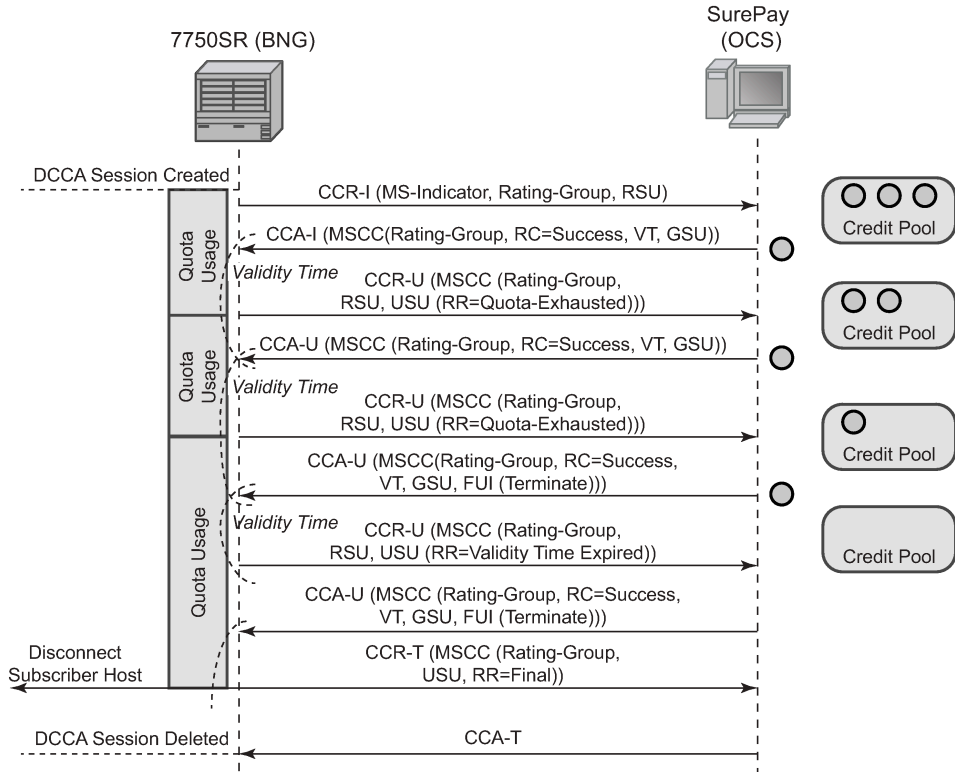 SurePay
(OCS)
7750SR (BNG)
DCCA Session Created
CCR-I (MS-Indicator, Rating-Group, RSU)
Credit Pool
CCA-I (MSCC(Rating-Group, RC=Success, VT, GSU))
Quota
Usage
Validity Time
CCR-U (MSCC (Rating-Group,
RSU, USU (RR=Quota-Exhausted)))
Credit Pool
CCA-U (MSCC (Rating-Group, RC=Success, VT, GSU))
Quota
Usage
Validity Time
CCR-U (MSCC (Rating-Group,
RSU, USU (RR=Quota-Exhausted)))
Credit Pool
CCA-U (MSCC(Rating-Group, RC=Success,
VT, GSU, FUI (Terminate)))
Validity Time
CCR-U (MSCC (Rating-Group,
RSU, USU (RR=Validity Time Expired))
Credit Pool
Quota Usage
CCA-U (MSCC (Rating-Group, RC=Success,
VT, GSU, FUI (Terminate)))
Disconnect
Subscriber Host
CCR-T (MSCC (Rating-Group,
USU, RR=Final))
DCCA Session Deleted
CCA-T